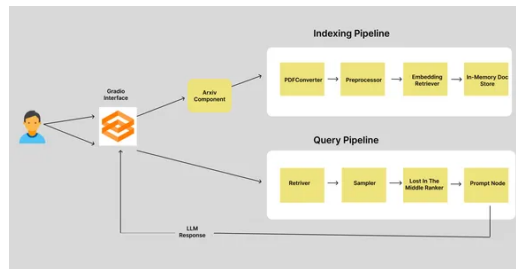 Indexing Pipeline
Gradio
Interface
Arxiv
Component
PDFConverter
Preprocessor
Embedding
Retriever
In-Memory Doc
Store
Query Pipeline
Retriver
Sampler
Lost In The
Middle Ranker
Prompt Node
LLM
Response